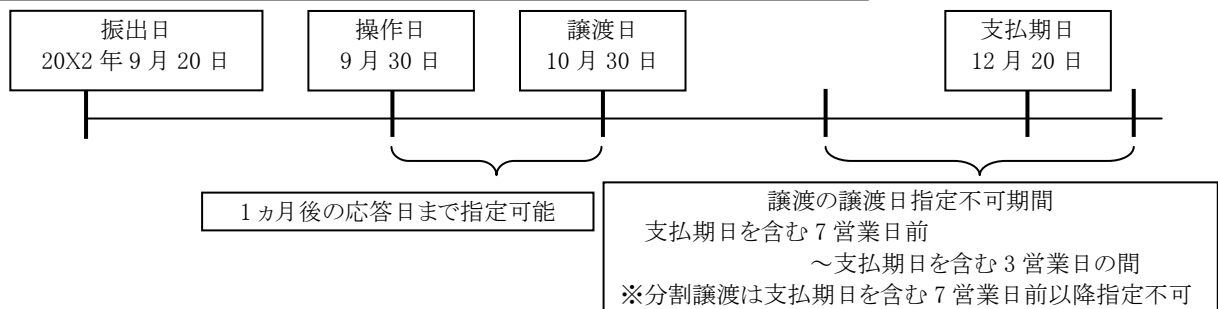 振出日
20X2 年 9 月 20 日
操作日
9 月 30 日
譲渡日
10 月 30 日
支払期日
12 月 20 日
1ヵ月後の応答日まで指定可能
譲渡の譲渡日指定不可期間
支払期日を含む 7 営業日前
～支払期日を含む 3 営業日の間
※分割譲渡は支払期日を含む 7 営業日前以降指定不可